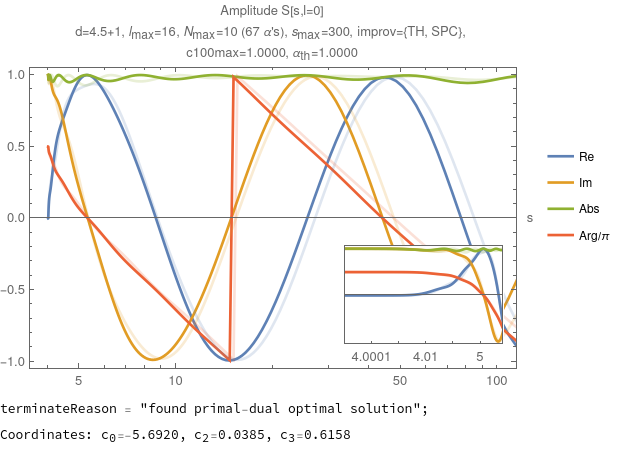 Amplitude S[s,l=0]
d=4.5+1, lmax=16, Nmax=10 (67 α's), smax=300, improv={TH, SPC},
c100max=1.0000, αth=1.0000
1.0
0.5
0.0
−0.5
−1.0
5
10
50
100
s
4.0001
4.01
5
Re
Im
Abs
Arg/π
terminateReason = "found primal-dual optimal solution";
Coordinates: c0=-5.6920, c2=0.0385, c3=0.6158